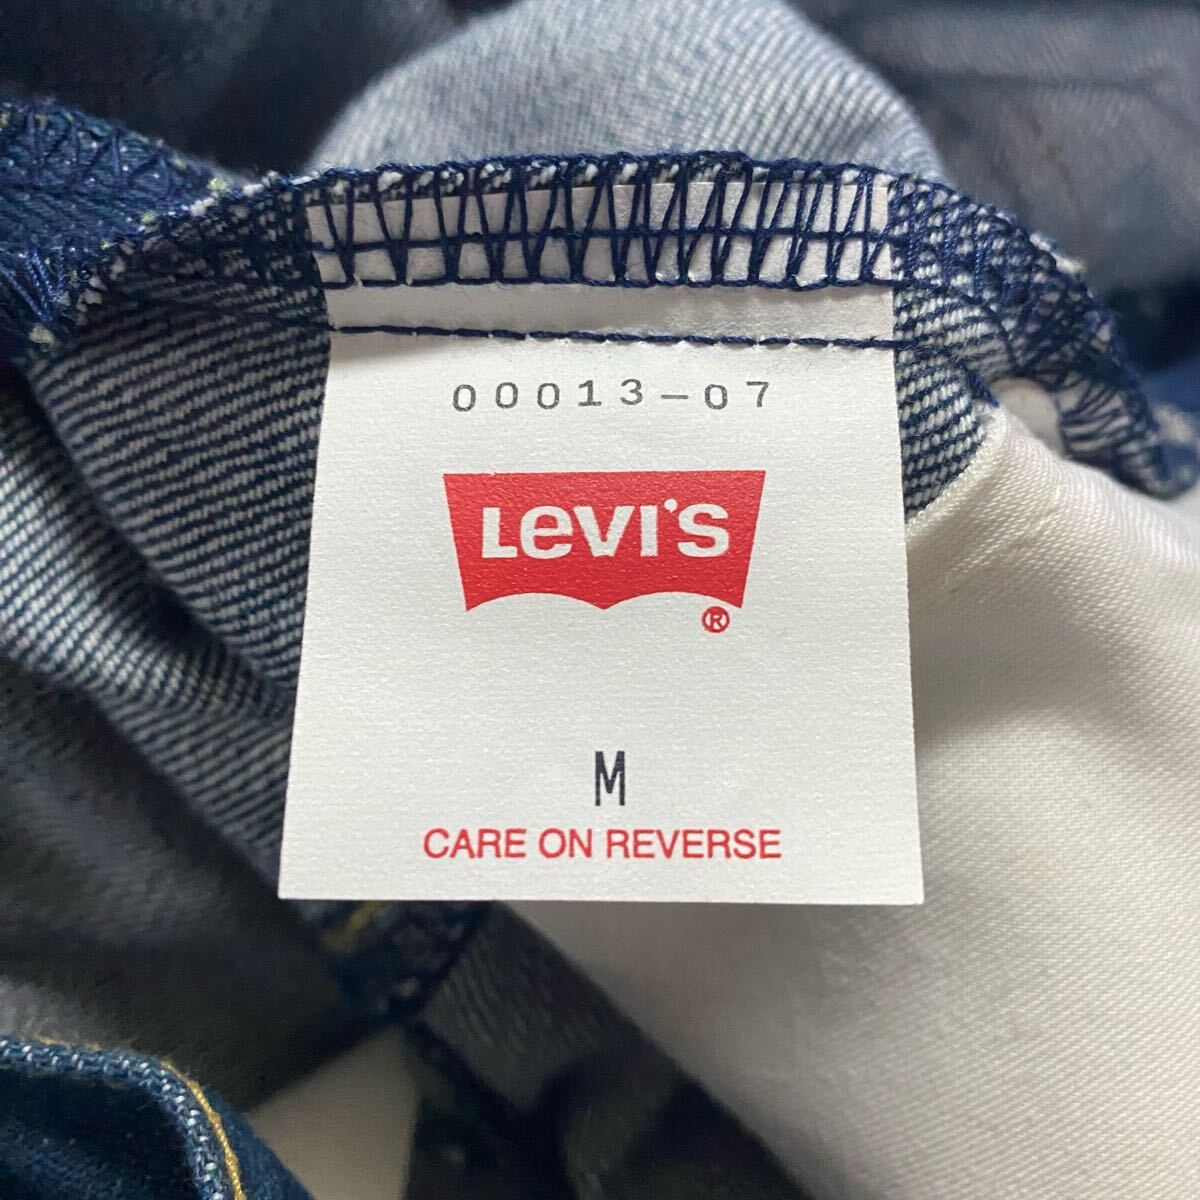 00013-07
Levi's
®
M
CARE ON REVERSE